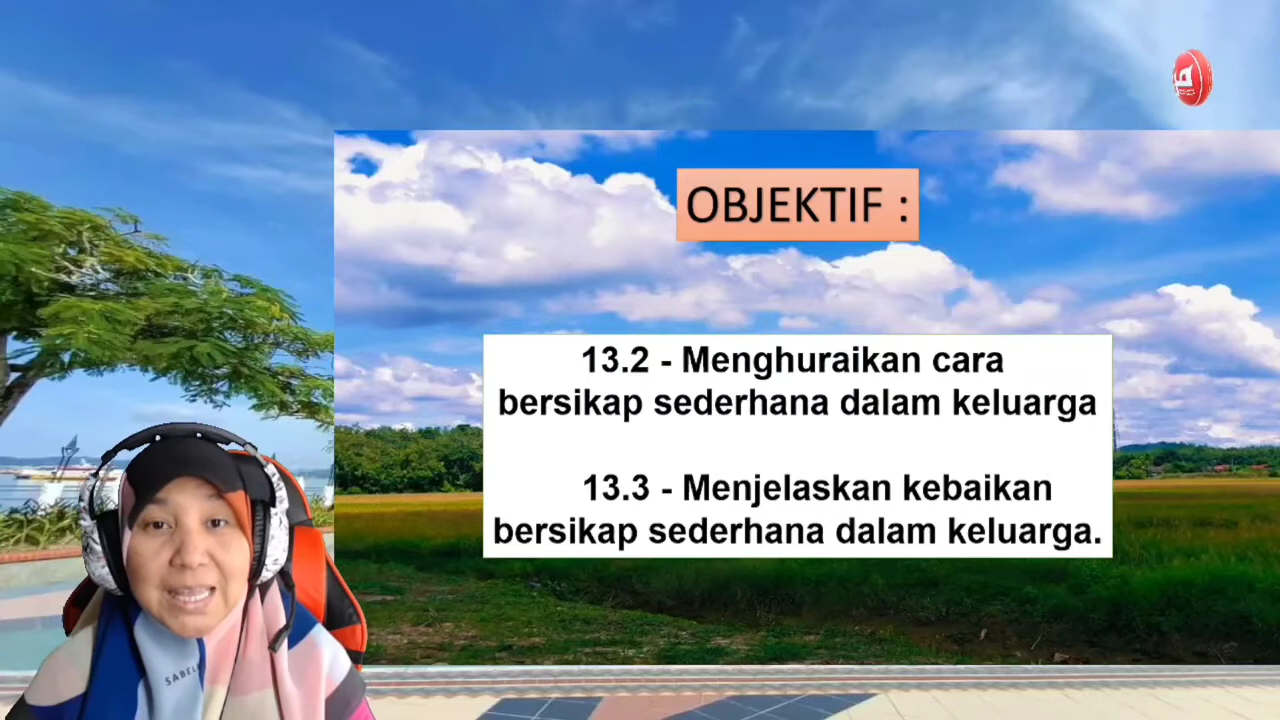 OBJEKTIF :
13.2 - Menghuraikan cara
bersikap sederhana dalam keluarga
13.3 - Menjelaskan kebaikan
bersikap sederhana dalam keluarga.